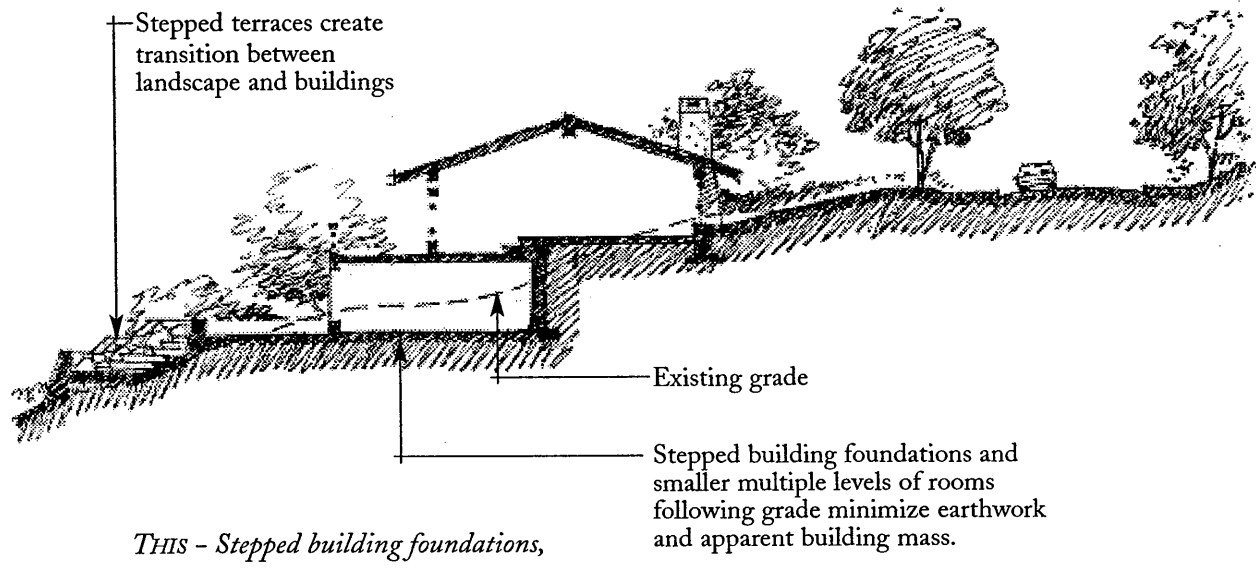 Stepped terraces create
transition between
landscape and buildings
Existing grade
Stepped building foundations and
smaller multiple levels of rooms
following grade minimize earthwork
and apparent building mass.
THIS – Stepped building foundations,